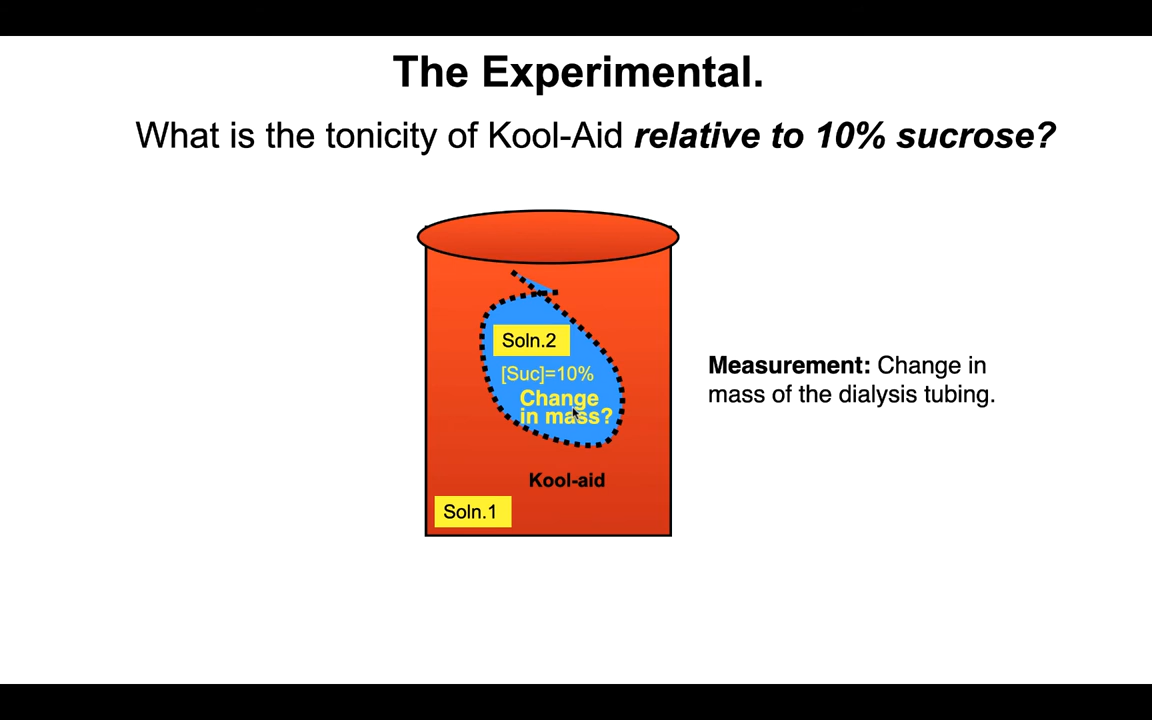 The Experimental.
What is the tonicity of Kool-Aid relative to 10% sucrose?
Soln.2
[Suc]=10%
Change
in mass?
Kool-aid
Soln.1
Measurement: Change in
mass of the dialysis tubing.